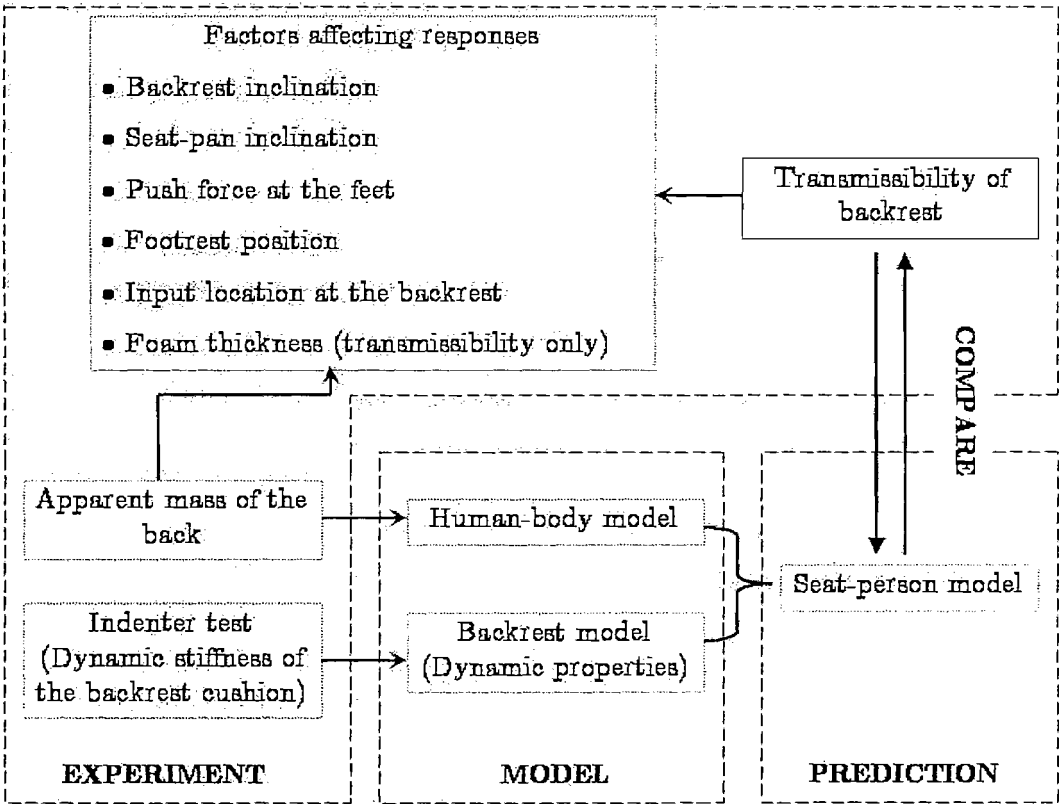 Factors affecting responses
• Backrest inclination
• Seat-pan inclination
• Push force at the feet
• Footrest position
• Input location at the backrest
• Foam thickness (transmissibility only)
Transmissibility of
backrest
COMPARE
Apparent mass of the
back
Human-body model
Seat-person model
Indenter test
(Dynamic stiffness of
the backrest cushion)
Backrest model
(Dynamic properties)
EXPERIMENT
MODEL
PREDICTION